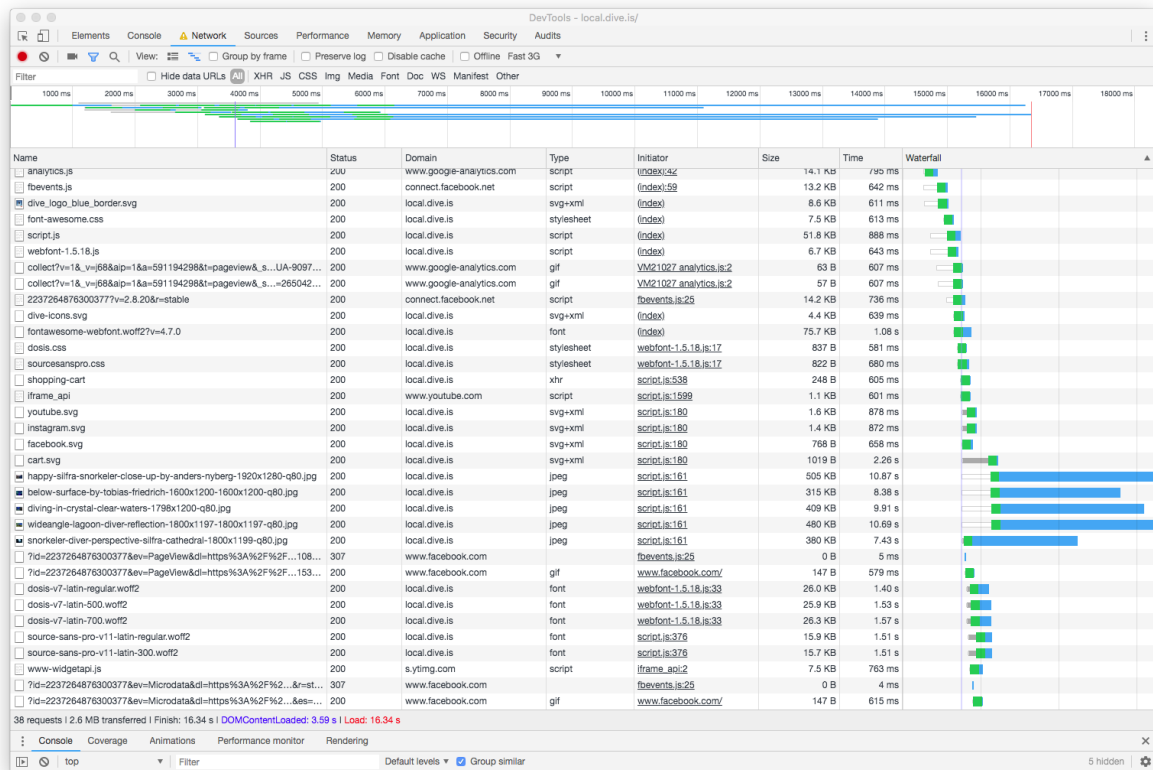 DevTools - local.dive.is/
Elements Console Network Sources Performance Memory Application Security Audits
View: Group by frame Preserve log Disable cache Offline Fast 3G ▼
Filter Hide data URLs All XHR JS CSS Img Media Font Doc WS Manifest Other
1000 ms 2000 ms 3000 ms 4000 ms 5000 ms 6000 ms 7000 ms 8000 ms 9000 ms 10000 ms 11000 ms 12000 ms 13000 ms 14000 ms 15000 ms 16000 ms 17000 ms 18000 ms
Name Status Domain Type Initiator Size Time Waterfall ▲
analytics.js 200 www.google-analytics.com script (index):42 14.1 KB 795 ms
fbevents.js 200 connect.facebook.net script (index):59 13.2 KB 642 ms
dive_logo_blue_border.svg 200 local.dive.is svg+xml (index) 8.6 KB 611 ms
font-awesome.css 200 local.dive.is stylesheet (index) 7.5 KB 613 ms
script.js 200 local.dive.is script (index) 51.8 KB 888 ms
webfont-1.5.18.js 200 local.dive.is script (index) 6.7 KB 643 ms
collect?v=1&_v=j68&aip=1&a=591194298&t=pageview&_s...UA-9097... 200 www.google-analytics.com gif VM21027 analytics.js:2 63 B 607 ms
collect?v=1&_v=j68&aip=1&a=591194298&t=pageview&_s...=265042... 200 www.google-analytics.com gif VM21027 analytics.js:2 57 B 607 ms
2237264876300377?v=2.8.20&r=stable 200 connect.facebook.net script fbevents.js:25 14.2 KB 736 ms
dive-icons.svg 200 local.dive.is svg+xml (index) 4.4 KB 639 ms
fontawesome-webfont.woff2?v=4.7.0 200 local.dive.is font (index) 75.7 KB 1.08 s
dosis.css 200 local.dive.is stylesheet webfont-1.5.18.js:17 837 B 581 ms
sourcesanspro.css 200 local.dive.is stylesheet webfont-1.5.18.js:17 822 B 680 ms
shopping-cart 200 local.dive.is xhr script.js:538 248 B 605 ms
iframe_api 200 www.youtube.com script script.js:1599 1.1 KB 601 ms
youtube.svg 200 local.dive.is svg+xml script.js:180 1.6 KB 878 ms
instagram.svg 200 local.dive.is svg+xml script.js:180 1.4 KB 872 ms
facebook.svg 200 local.dive.is svg+xml script.js:180 768 B 658 ms
cart.svg 200 local.dive.is svg+xml script.js:180 1019 B 2.26 s
happy-silfra-snorkeler-close-up-by-anders-nyberg-1920x1280-q80.jpg 200 local.dive.is jpeg script.js:161 505 KB 10.87 s
below-surface-by-tobias-friedrich-1600x1200-1600x1200-q80.jpg 200 local.dive.is jpeg script.js:161 315 KB 8.38 s
diving-in-crystal-clear-waters-1798x1200-q80.jpg 200 local.dive.is jpeg script.js:161 409 KB 9.91 s
wideangle-lagoon-diver-reflection-1800x1197-1800x1197-q80.jpg 200 local.dive.is jpeg script.js:161 480 KB 10.69 s
snorkeler-diver-perspective-silfra-cathedral-1800x1199-q80.jpg 200 local.dive.is jpeg script.js:161 380 KB 7.43 s
?id=2237264876300377&ev=PageView&dl=https%3A%2F%2F...108... 307 www.facebook.com fbevents.js:25 0 B 5 ms
?id=2237264876300377&ev=PageView&dl=https%3A%2F%2F...153... 200 www.facebook.com gif www.facebook.com/ 147 B 579 ms
dosis-v7-latin-regular.woff2 200 local.dive.is font webfont-1.5.18.js:33 26.0 KB 1.40 s
dosis-v7-latin-500.woff2 200 local.dive.is font webfont-1.5.18.js:33 25.9 KB 1.53 s
dosis-v7-latin-700.woff2 200 local.dive.is font webfont-1.5.18.js:33 26.3 KB 1.57 s
source-sans-pro-v11-latin-regular.woff2 200 local.dive.is font script.js:376 15.9 KB 1.51 s
source-sans-pro-v11-latin-300.woff2 200 local.dive.is font script.js:376 15.7 KB 1.51 s
www-widgetapi.js 200 s.ytimg.com script iframe_api:2 7.5 KB 763 ms
?id=2237264876300377&ev=Microdata&dl=https%3A%2F%2...&r=st... 307 www.facebook.com fbevents.js:25 0 B 4 ms
?id=2237264876300377&ev=Microdata&dl=https%3A%2F%2...&es=... 200 www.facebook.com gif www.facebook.com/ 147 B 615 ms
38 requests | 2.6 MB transferred | Finish: 16.34 s | DOMContentLoaded: 3.59 s | Load: 16.34 s
Console Coverage Animations Performance monitor Rendering
top ▼ Filter Default levels ▼ Group similar 5 hidden